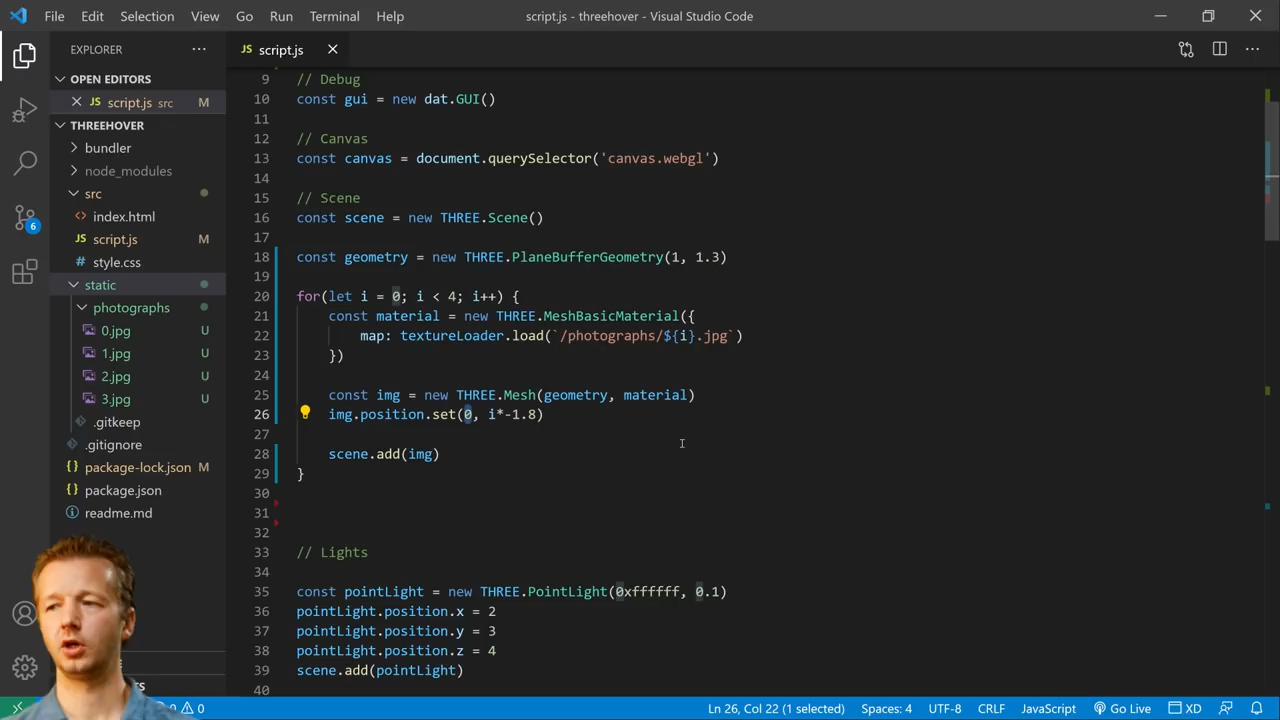 File Edit Selection View Go Run Terminal Help
script.js - threehover - Visual Studio Code
EXPLORER
JS script.js
OPEN EDITORS
JS script.js src M
THREEHOVER
bundler
node_modules
src
<> index.html
JS script.js M
# style.css
static
photographs
0.jpg U
1.jpg U
2.jpg U
3.jpg U
.gitkeep
.gitignore
{} package-lock.json M
{} package.json
readme.md
6
9 // Debug
10 const gui = new dat.GUI()
11
12 // Canvas
13 const canvas = document.querySelector('canvas.webgl')
14
15 // Scene
16 const scene = new THREE.Scene()
17
18 const geometry = new THREE.PlaneBufferGeometry(1, 1.3)
19
20 for(let i = 0; i < 4; i++) {
21 const material = new THREE.MeshBasicMaterial({
22 map: textureLoader.load(`/photographs/${i}.jpg`)
23 })
24
25 const img = new THREE.Mesh(geometry, material)
26 img.position.set(0, i*-1.8)
27
28 scene.add(img)
29 }
30
31
32
33 // Lights
34
35 const pointLight = new THREE.PointLight(0xffffff, 0.1)
36 pointLight.position.x = 2
37 pointLight.position.y = 3
38 pointLight.position.z = 4
39 scene.add(pointLight)
40
0 Ln 26, Col 22 (1 selected) Spaces: 4 UTF-8 CRLF JavaScript Go Live XD